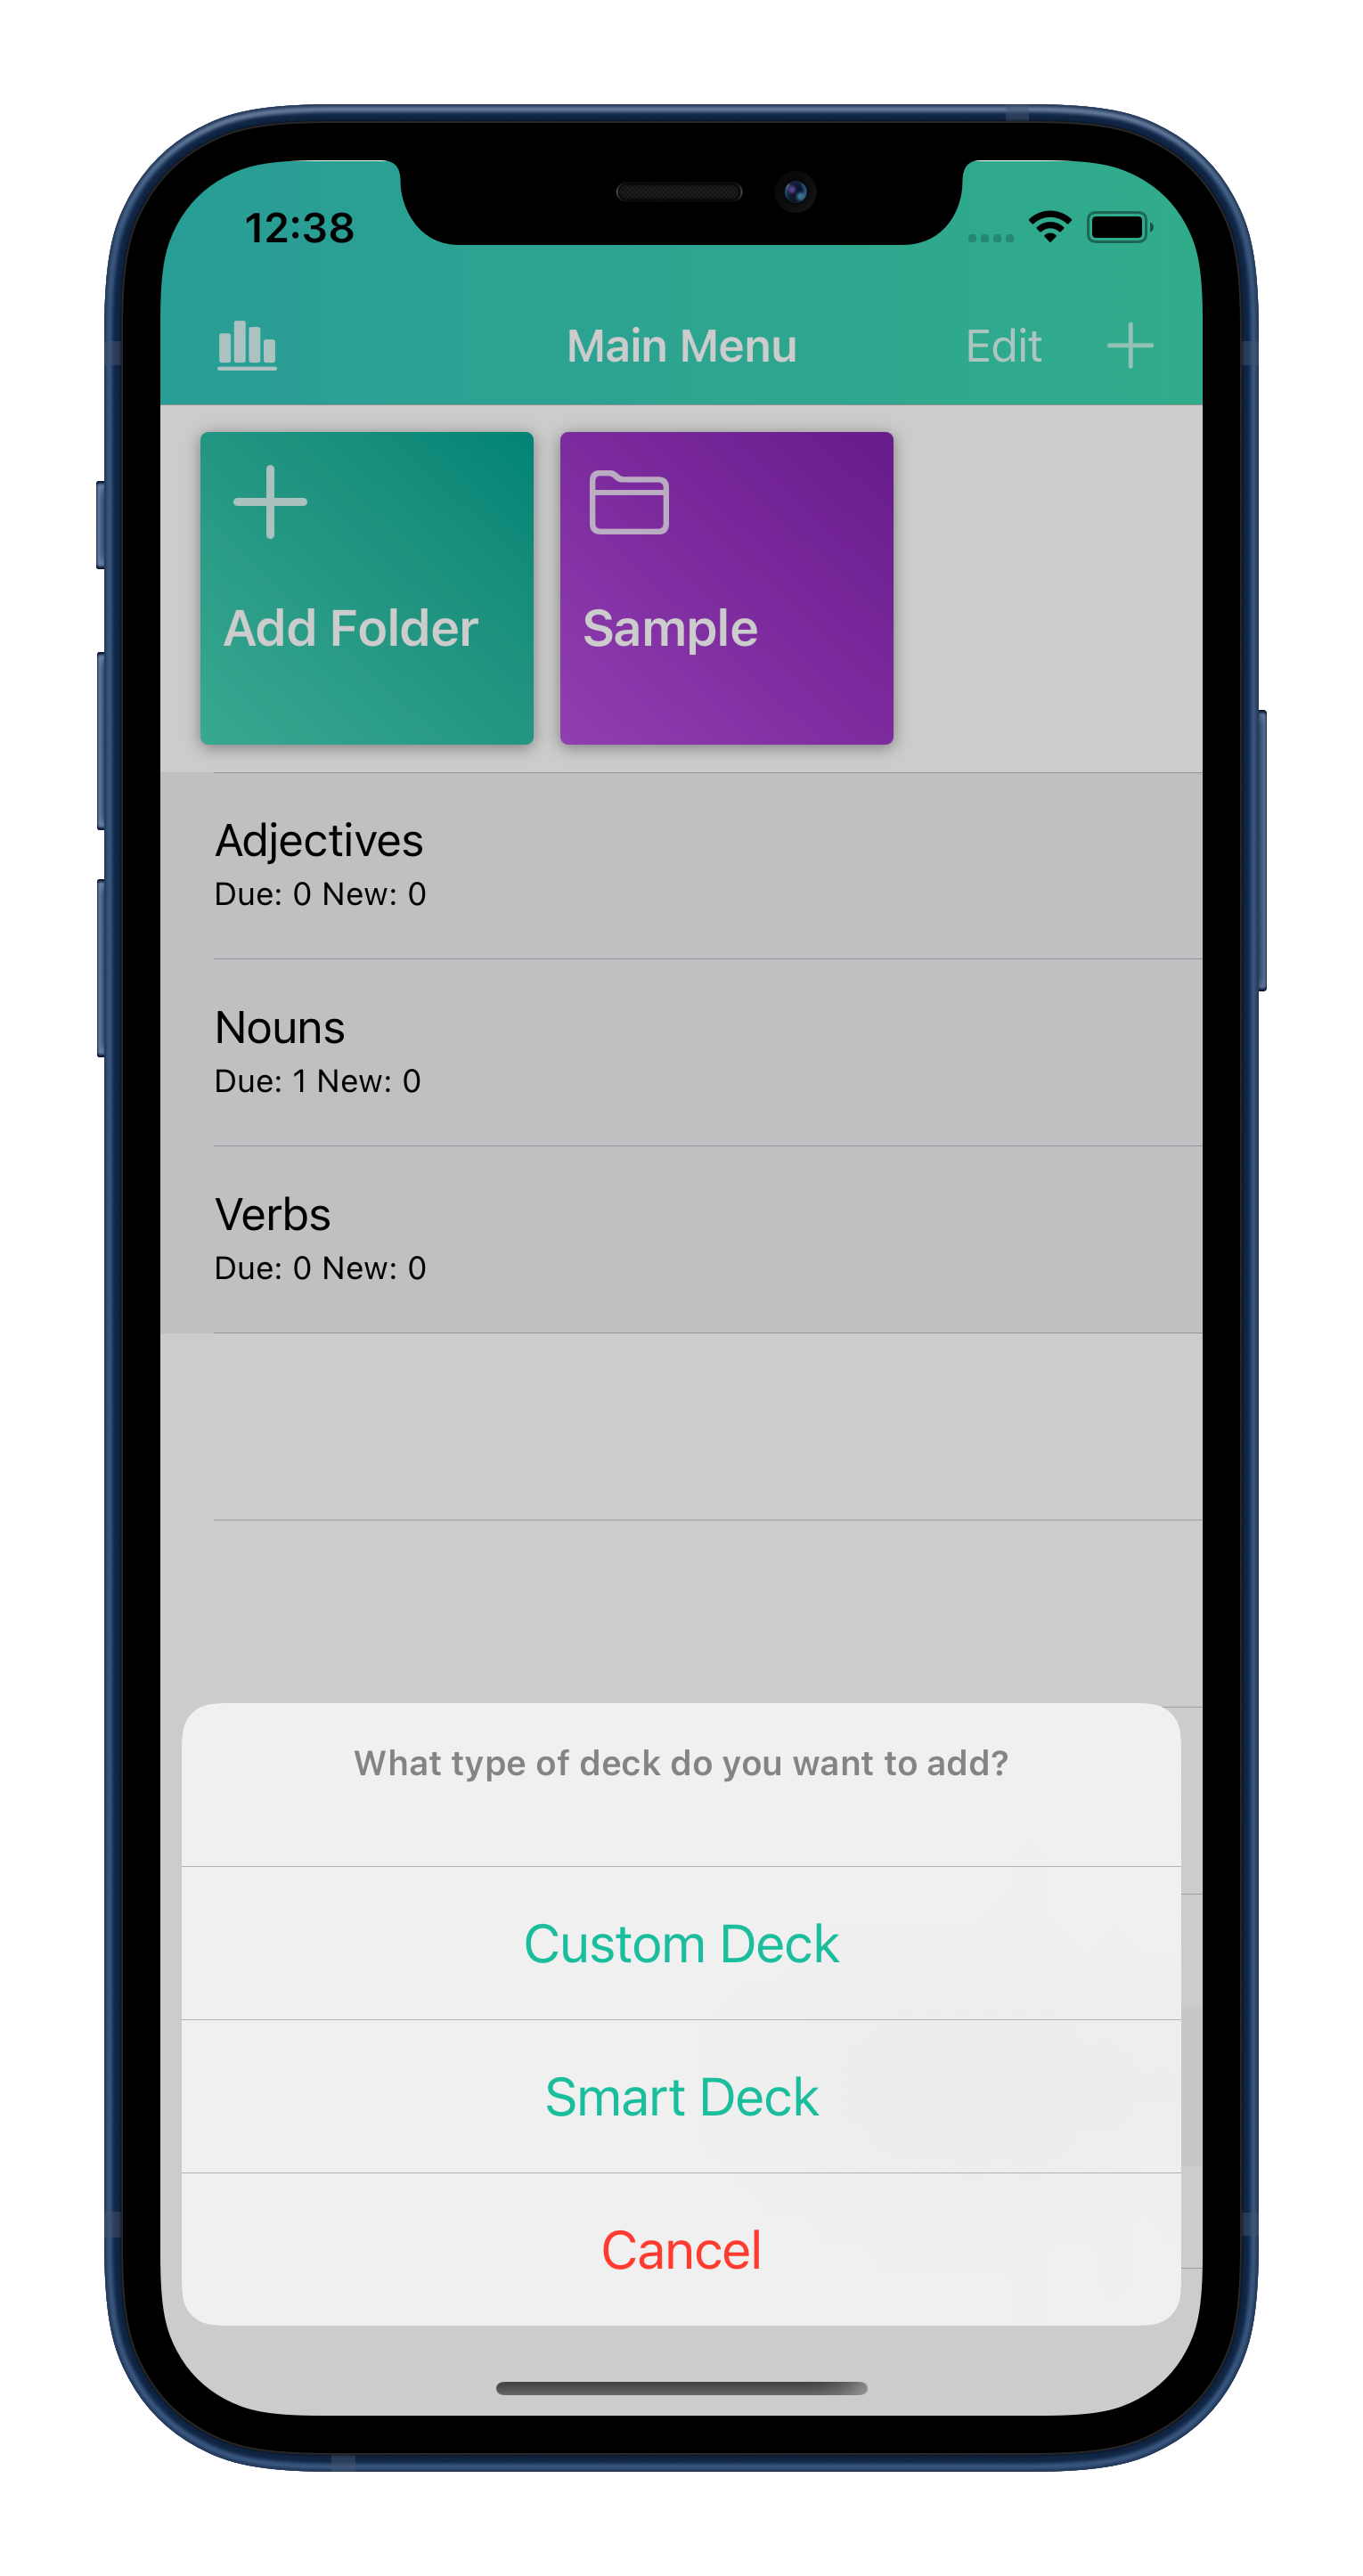 12:38
Main Menu
Edit
Add Folder
Sample
Adjectives
Due: 0 New: 0
Nouns
Due: 1 New: 0
Verbs
Due: 0 New: 0
What type of deck do you want to add?
Custom Deck
Smart Deck
Cancel